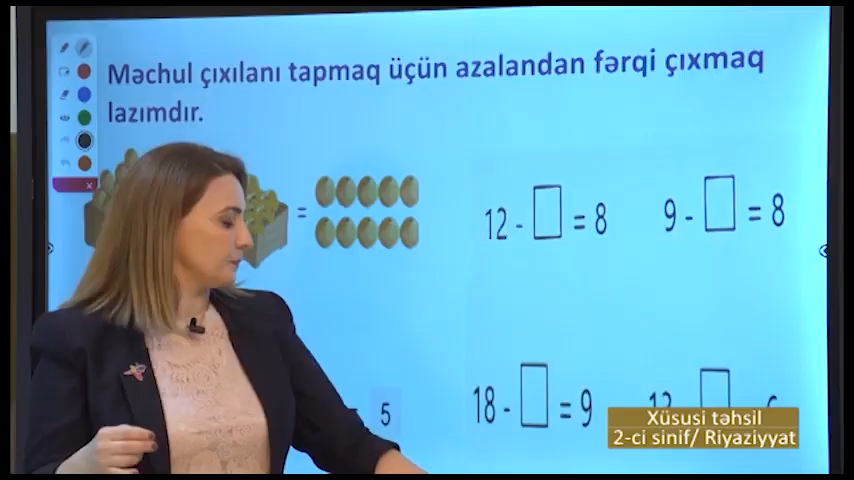 Məchul çıxılanı tapmaq üçün azalandan fərqi çıxmaq
lazımdır.
=
12 - □ = 8
9 - □ = 8
5
18 - □ = 9
Xüsusi təhsil
2-ci sinif/ Riyaziyyat